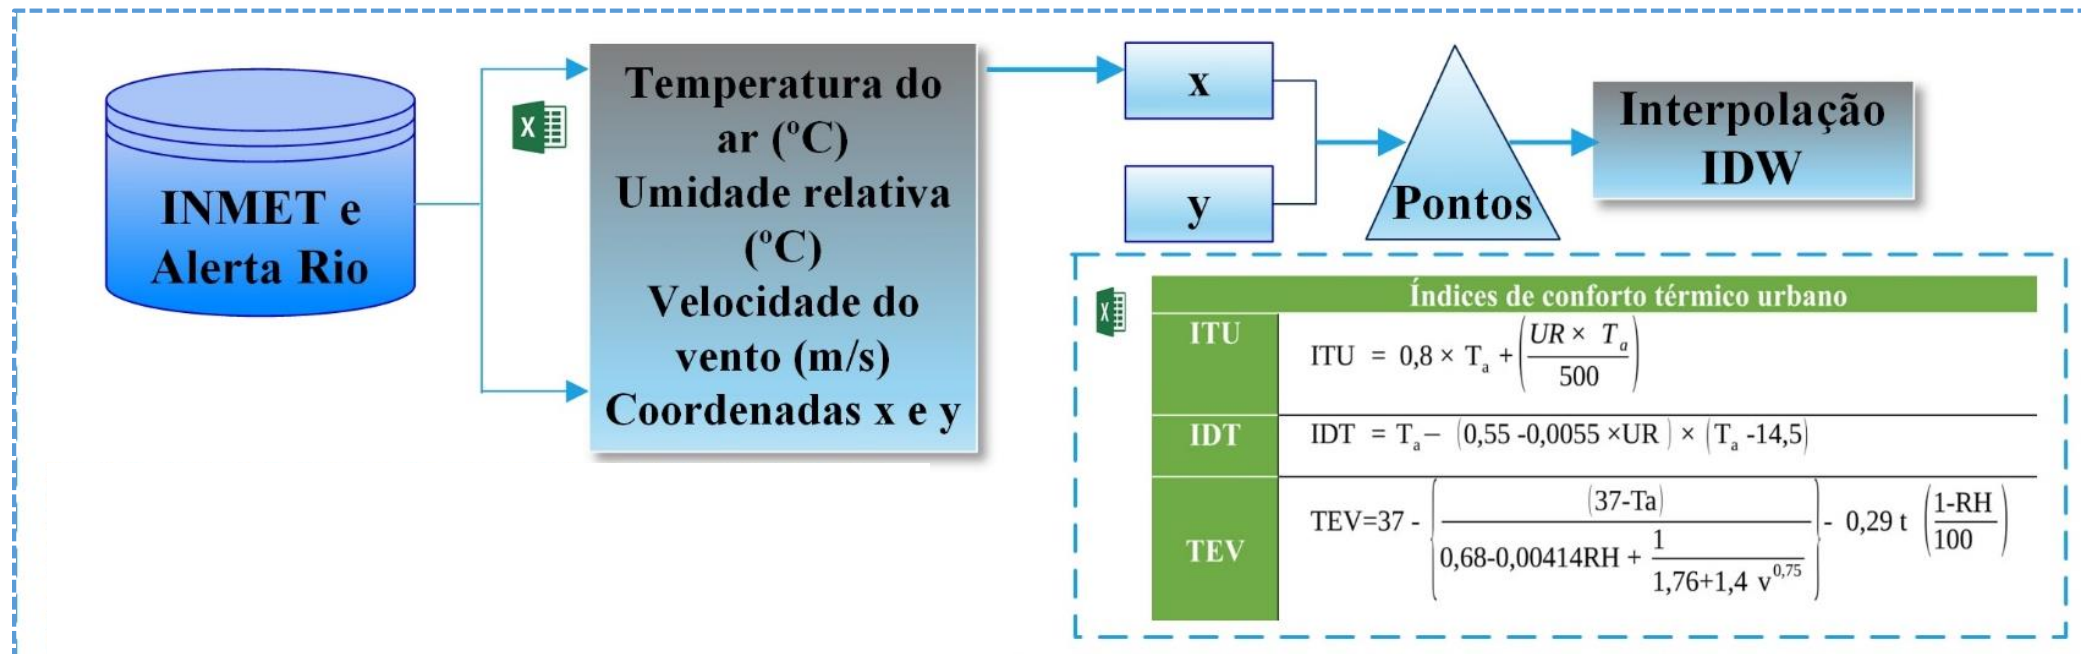 INMET e
Alerta Rio
X
Temperatura do
ar (ºC)
Umidade relativa
(ºC)
Velocidade do
vento (m/s)
Coordenadas x e y
x
y
Pontos
Interpolação
IDW
X
Índices de conforto térmico urbano
ITU
ITU = 0,8 × Ta + (UR × Ta / 500)
IDT
IDT = Ta – (0,55 -0,0055 ×UR ) × (Ta -14,5)
TEV
TEV=37 - ( (37-Ta) / 0,68-0,00414RH + 1 / 1,76+1,4 v^0,75 ) - 0,29 t (1-RH / 100)